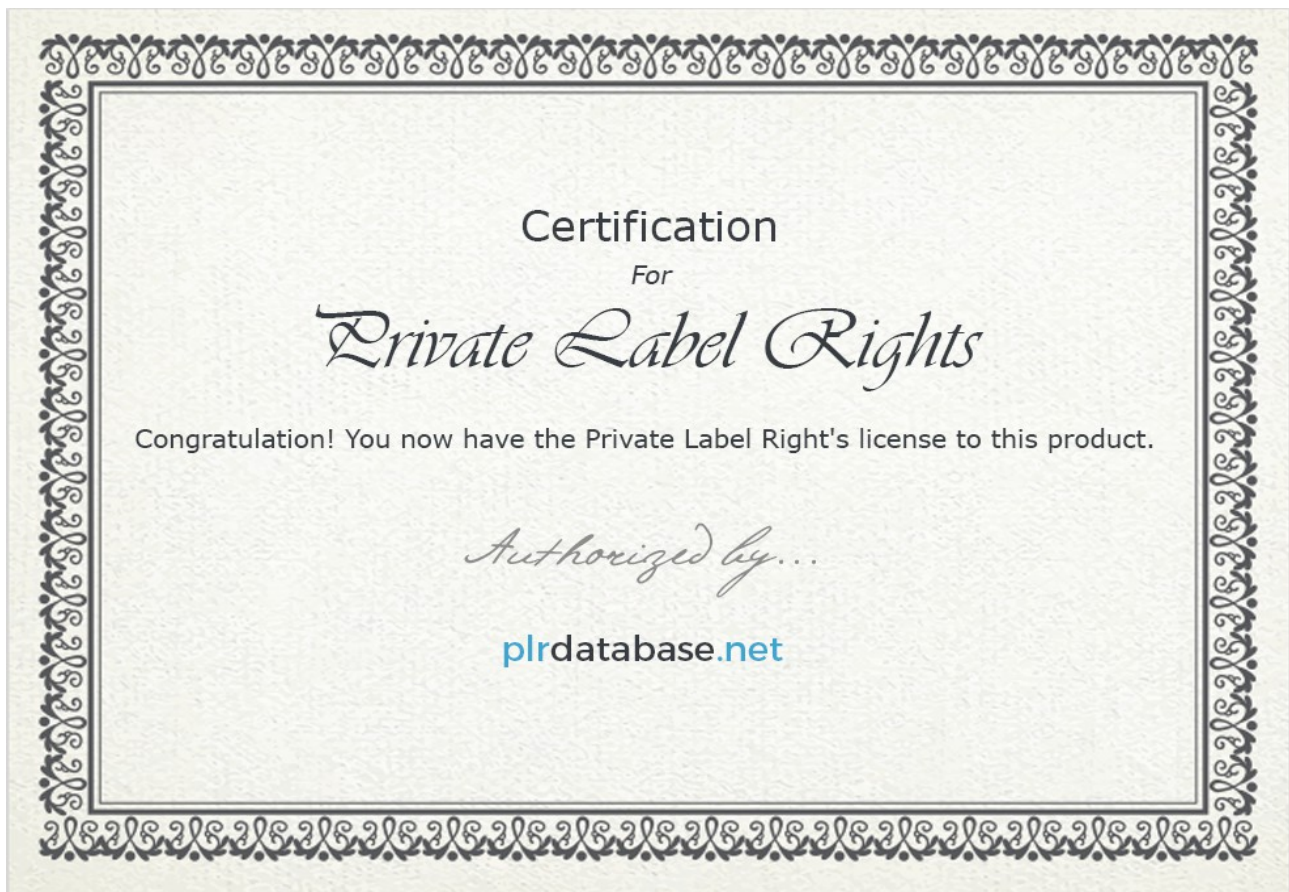 Certification
For
Private Label Rights
Congratulation! You now have the Private Label Right's license to this product.
Authorized by...
plrdatabase.net